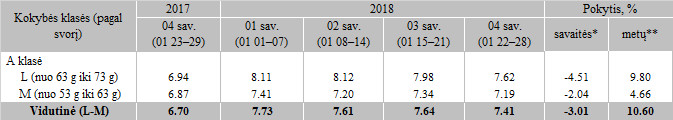 Kokybės klasės (pagal svorį) 2017 2018 Pokytis, %
04 sav. (01 23–29) 01 sav. (01 01–07) 02 sav. (01 08–14) 03 sav. (01 15–21) 04 sav. (01 22–28) savaitės* metų**
A klasė
L (nuo 63 g iki 73 g) 6.94 8.11 8.12 7.98 7.62 -4.51 9.80
M (nuo 53 g iki 63 g) 6.87 7.41 7.20 7.34 7.19 -2.04 4.66
Vidutinė (L-M) 6.70 7.73 7.61 7.64 7.41 -3.01 10.60